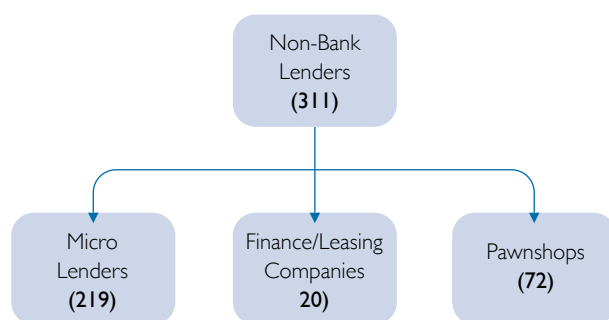 Non-Bank
Lenders
(311)
Micro
Lenders
(219)
Finance/Leasing
Companies
20)
Pawnshops
(72)